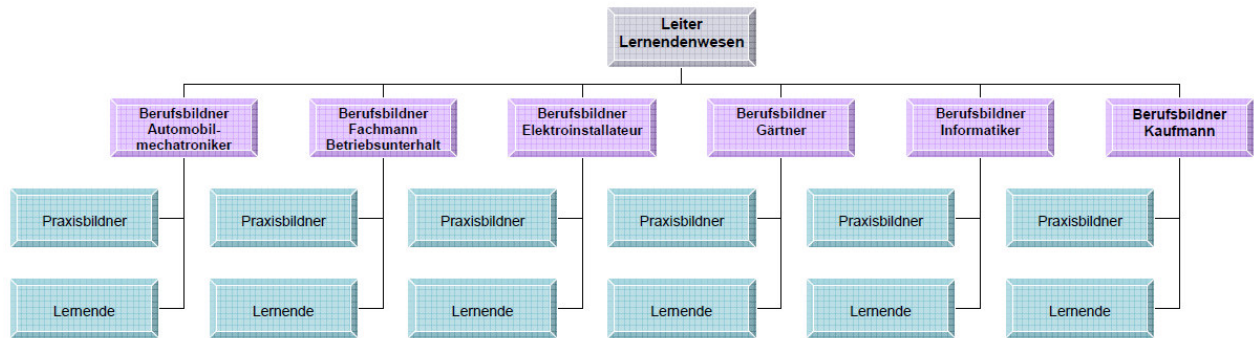 Leiter
Lernendenwesen
Berufsbildner
Automobil-
mechatroniker
Berufsbildner
Fachmann
Betriebsunterhalt
Berufsbildner
Elektroinstallateur
Berufsbildner
Gärtner
Berufsbildner
Informatiker
Berufsbildner
Kaufmann
Praxisbildner
Praxisbildner
Praxisbildner
Praxisbildner
Praxisbildner
Praxisbildner
Lernende
Lernende
Lernende
Lernende
Lernende
Lernende